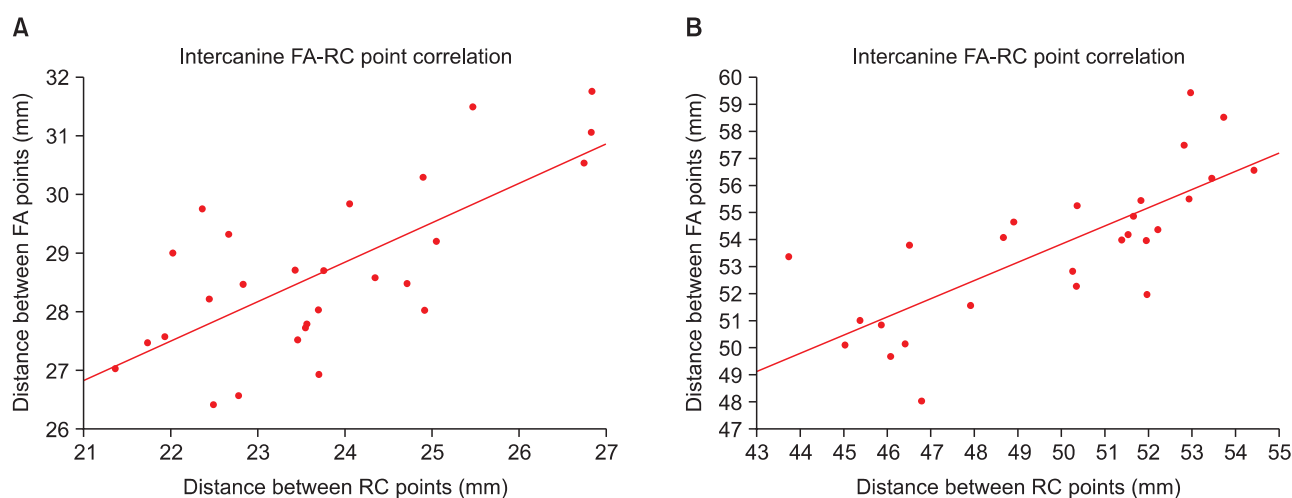 A
Intercanine FA-RC point correlation
Distance between FA points (mm)
32
31
30
29
28
27
26
21 22 23 24 25 26 27
Distance between RC points (mm)
B
Intercanine FA-RC point correlation
Distance between FA points (mm)
60
59
58
57
56
55
54
53
52
51
50
49
48
47
43 44 45 46 47 48 49 50 51 52 53 54 55
Distance between RC points (mm)